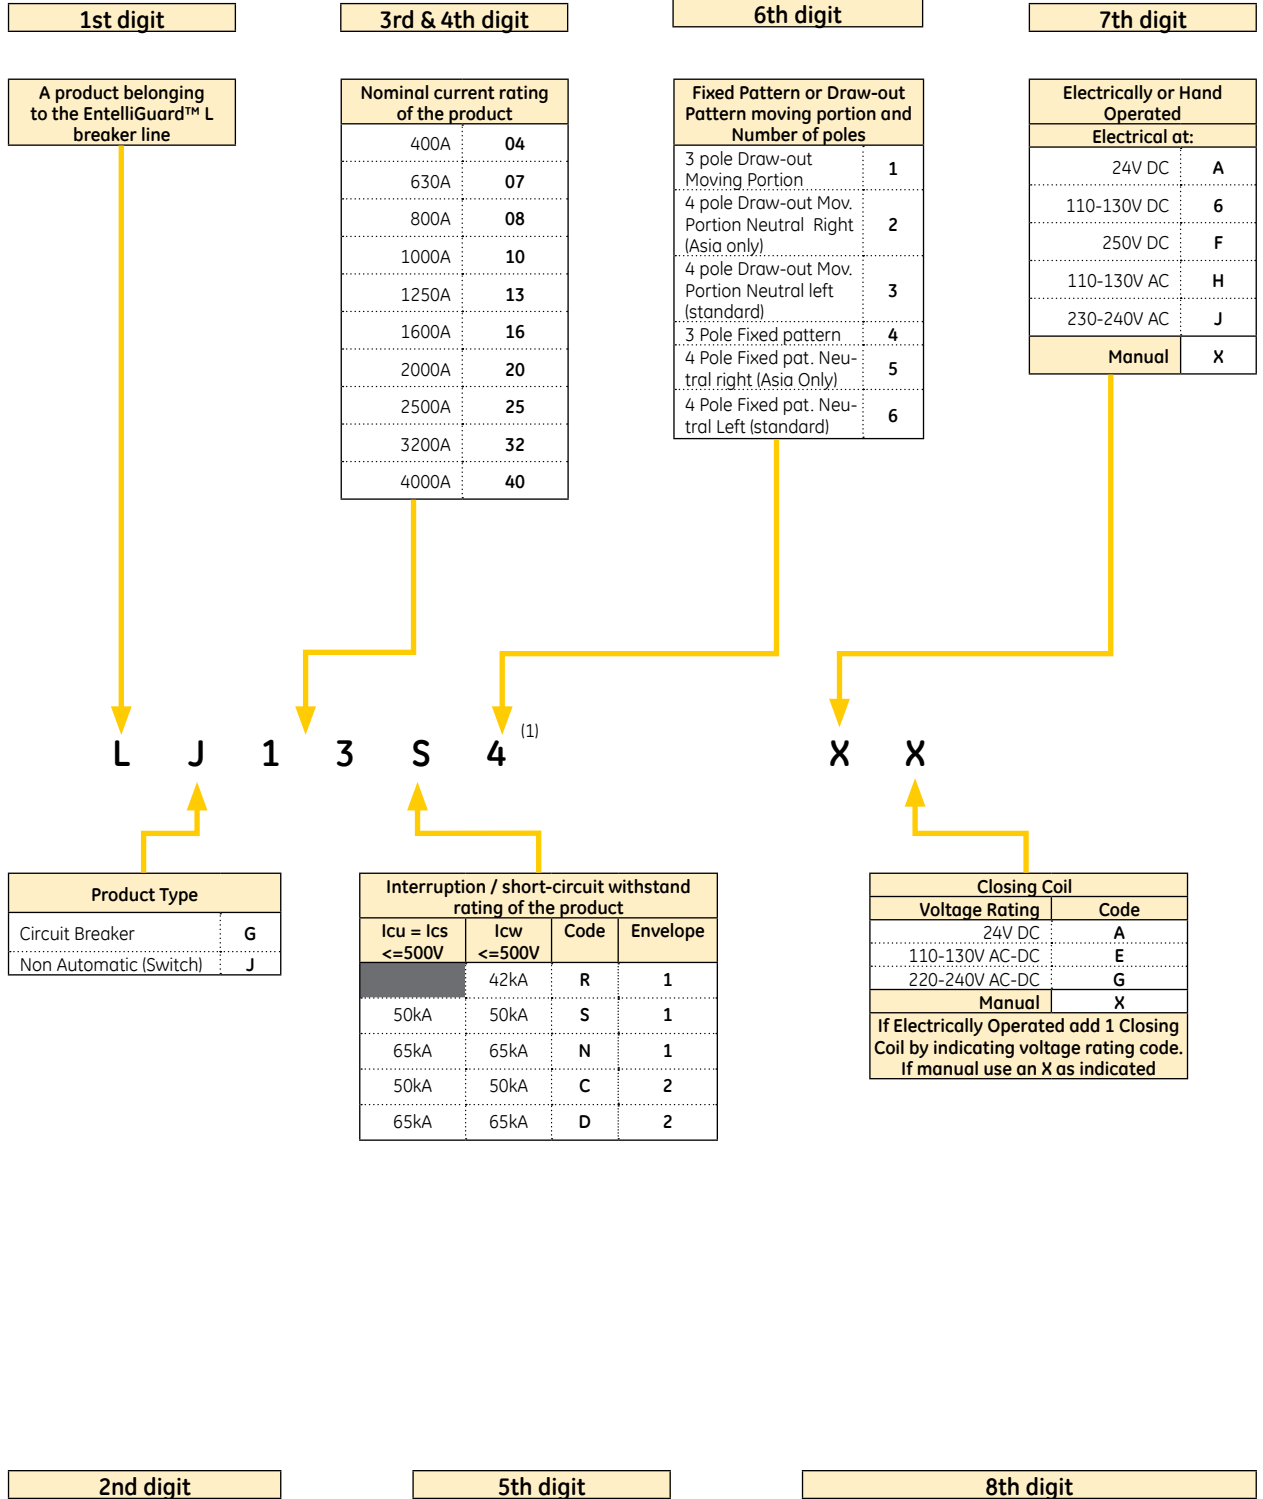 1st digit
3rd & 4th digit
6th digit
7th digit
A product belonging
to the EntelliGuard™ L
breaker line
Nominal current rating
of the product
400A 04
630A 07
800A 08
1000A 10
1250A 13
1600A 16
2000A 20
2500A 25
3200A 32
4000A 40
Fixed Pattern or Draw-out
Pattern moving portion and
Number of poles
3 pole Draw-out
Moving Portion 1
4 pole Draw-out Mov.
Portion Neutral Right 2
(Asia only)
4 pole Draw-out Mov.
Portion Neutral left 3
(standard)
3 Pole Fixed pattern 4
4 Pole Fixed pat. Neu-
tral right (Asia Only) 5
4 Pole Fixed pat. Neu-
tral Left (standard) 6
Electrically or Hand
Operated
Electrical at:
24V DC A
110-130V DC 6
250V DC F
110-130V AC H
230-240V AC J
Manual X
L J 1 3 S 4 (1) X X
Product Type
Circuit Breaker G
Non Automatic (Switch) J
Interruption / short-circuit withstand
rating of the product
Icu = Ics Icw Code Envelope
<=500V <=500V
42kA R 1
50kA 50kA S 1
65kA 65kA N 1
50kA 50kA C 2
65kA 65kA D 2
Closing Coil
Voltage Rating Code
24V DC A
110-130V AC-DC E
220-240V AC-DC G
Manual X
If Electrically Operated add 1 Closing
Coil by indicating voltage rating code.
If manual use an X as indicated
2nd digit
5th digit
8th digit